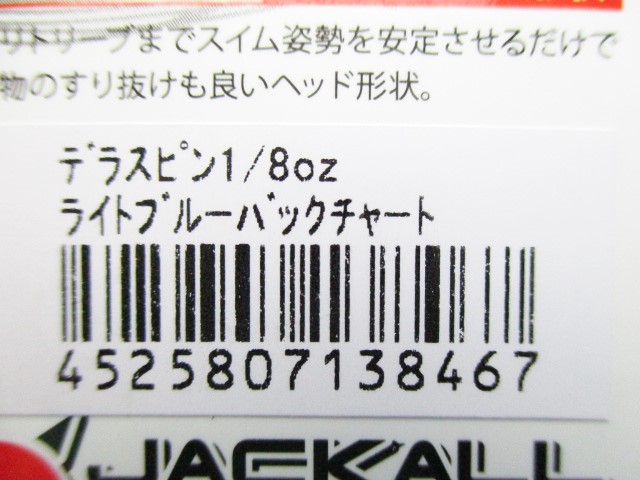 リトリーブまでスイム姿勢を安定させるだけで
物のすり抜けも良いヘッド形状。
デラスピン1/8oz
ライトブルーバックチャート
4525807138467
JACKALL